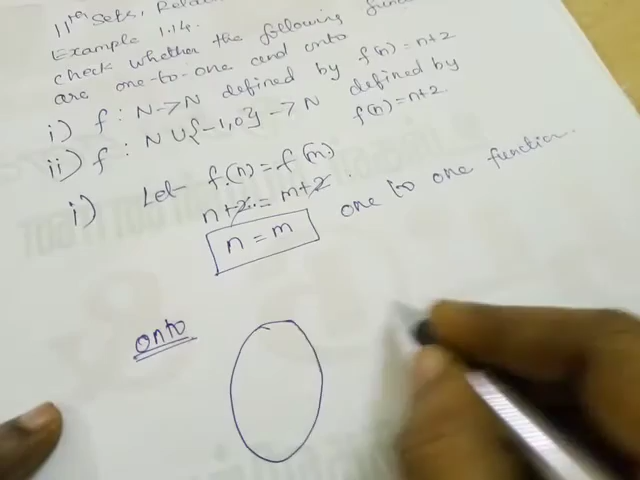 11th Sets, Relat
Example 1.14.
check whether the following func
are one-to-one and onto
i) f : N->N defined by f(n)=n+2
ii) f : N U{-1,0} -> N defined by
f(n)=n+2.
i) Let f(n)=f(m).
n+2=m+2.
n=m one to one function.
onto